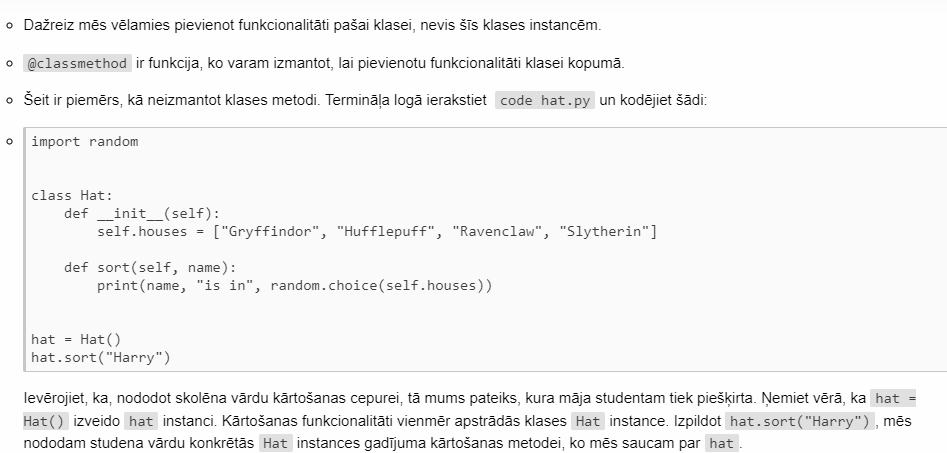 Dažreiz mēs vēlamies pievienot funkcionalitāti pašai klasei, nevis šīs klases instancēm.
@classmethod ir funkcija, ko varam izmantot, lai pievienotu funkcionalitāti klasei kopumā.
Šeit ir piemērs, kā neizmantot klases metodi. Termināļa logā ierakstiet code hat.py un kodējiet šādi:
import random
class Hat:
    def __init__(self):
        self.houses = ["Gryffindor", "Hufflepuff", "Ravenclaw", "Slytherin"]
    def sort(self, name):
        print(name, "is in", random.choice(self.houses))
hat = Hat()
hat.sort("Harry")
Ievērojiet, ka, nododot skolēna vārdu kārtošanas cepurei, tā mums pateiks, kura māja studentam tiek piešķirta. Ņemiet vērā, ka hat =
Hat() izveido hat instanci. Kārtošanas funkcionalitāti vienmēr apstrādās klases Hat instance. Izpildot hat.sort("Harry") , mēs
nododam studena vārdu konkrētās Hat instances gadījuma kārtošanas metodei, ko mēs saucam par hat .